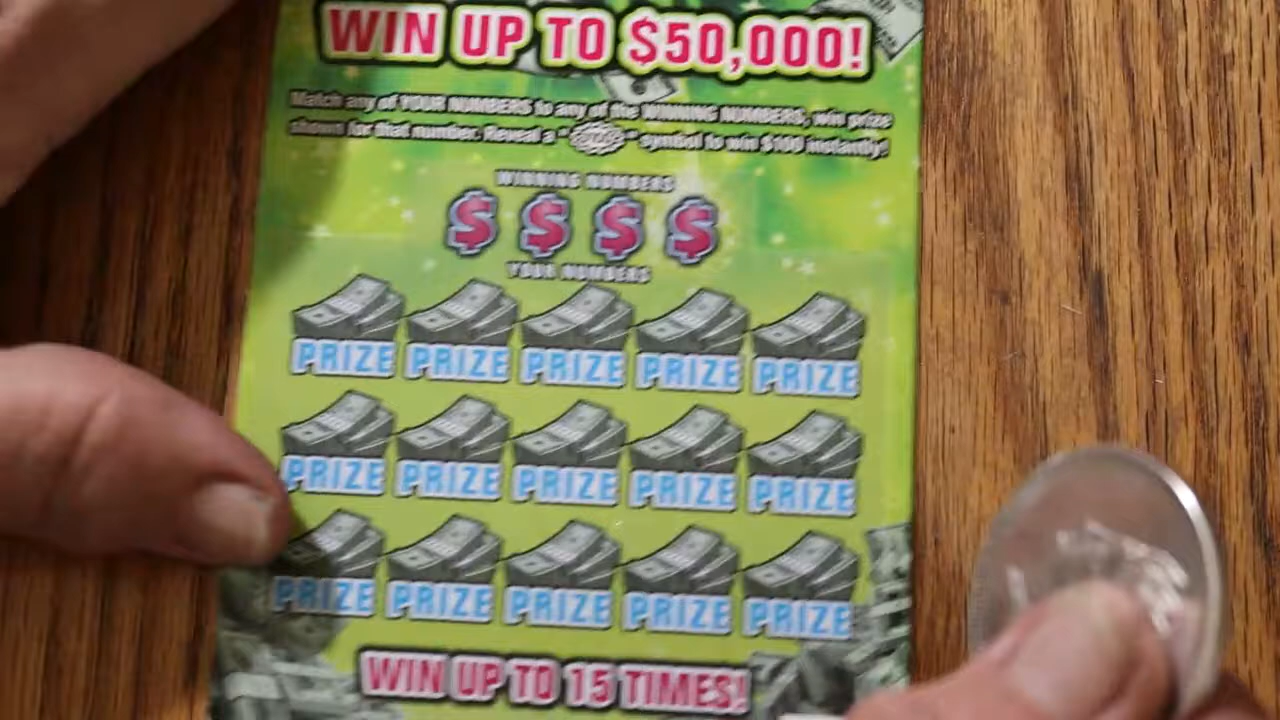 WIN UP TO $50,000!
Match any of YOUR NUMBERS to any of the WINNING NUMBERS, win prize
shown for that number. Reveal a " " symbol to win $100 instantly!
WINNING NUMBERS
$ $ $ $
YOUR NUMBERS
PRIZE PRIZE PRIZE PRIZE PRIZE
PRIZE PRIZE PRIZE PRIZE PRIZE
PRIZE PRIZE PRIZE PRIZE PRIZE
WIN UP TO 15 TIMES!